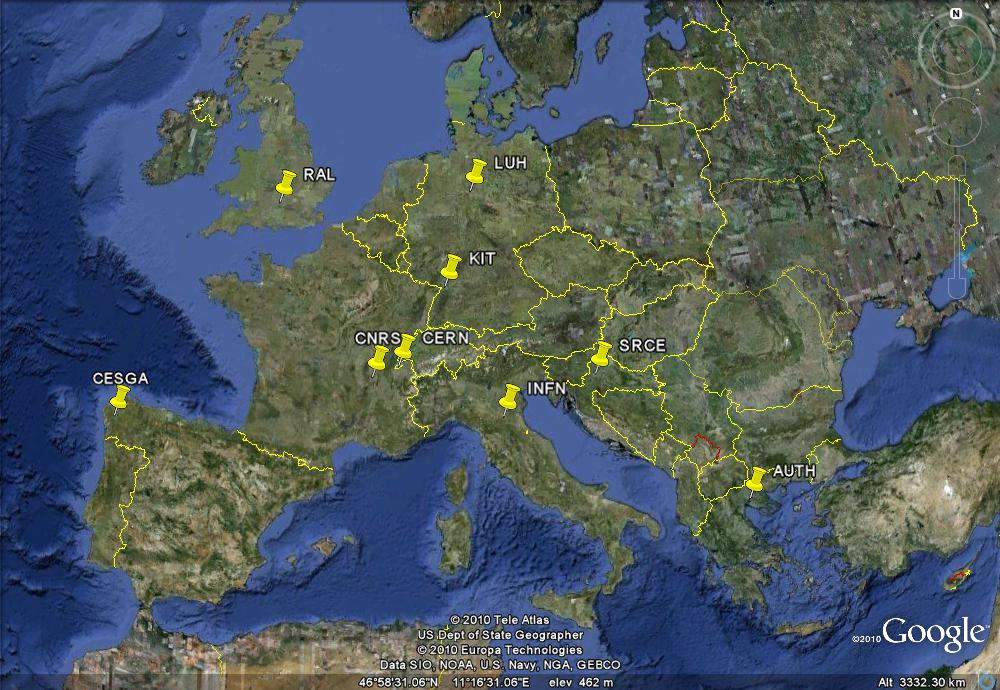 N
LUH
RAL
KIT
CNRS CERN
SRCE
CESGA
INFN
AUTH
© 2010 Tele Atlas
US Dept of State Geographer
© 2010 Europa Technologies
Data SIO, NOAA, U.S. Navy, NGA, GEBCO
©2010 Google™
46°58'31.06"N 11°16'31.06"E elev 462 m
Alt 3332.30 km